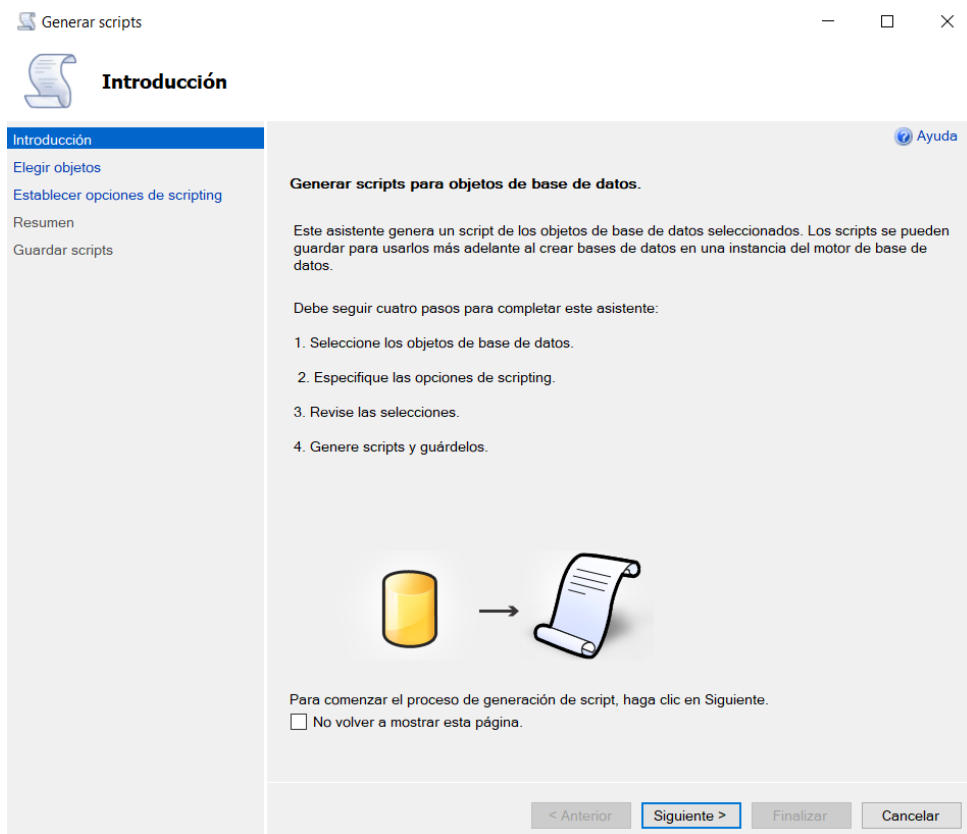 Generar scripts
Introducción
Introducción
Elegir objetos
Establecer opciones de scripting
Resumen
Guardar scripts
Ayuda
Generar scripts para objetos de base de datos.
Este asistente genera un script de los objetos de base de datos seleccionados. Los scripts se pueden
guardar para usarlos más adelante al crear bases de datos en una instancia del motor de base de
datos.
Debe seguir cuatro pasos para completar este asistente:
1. Seleccione los objetos de base de datos.
2. Especifique las opciones de scripting.
3. Revise las selecciones.
4. Genere scripts y guárdelos.
Para comenzar el proceso de generación de script, haga clic en Siguiente.
No volver a mostrar esta página.
< Anterior
Siguiente >
Finalizar
Cancelar